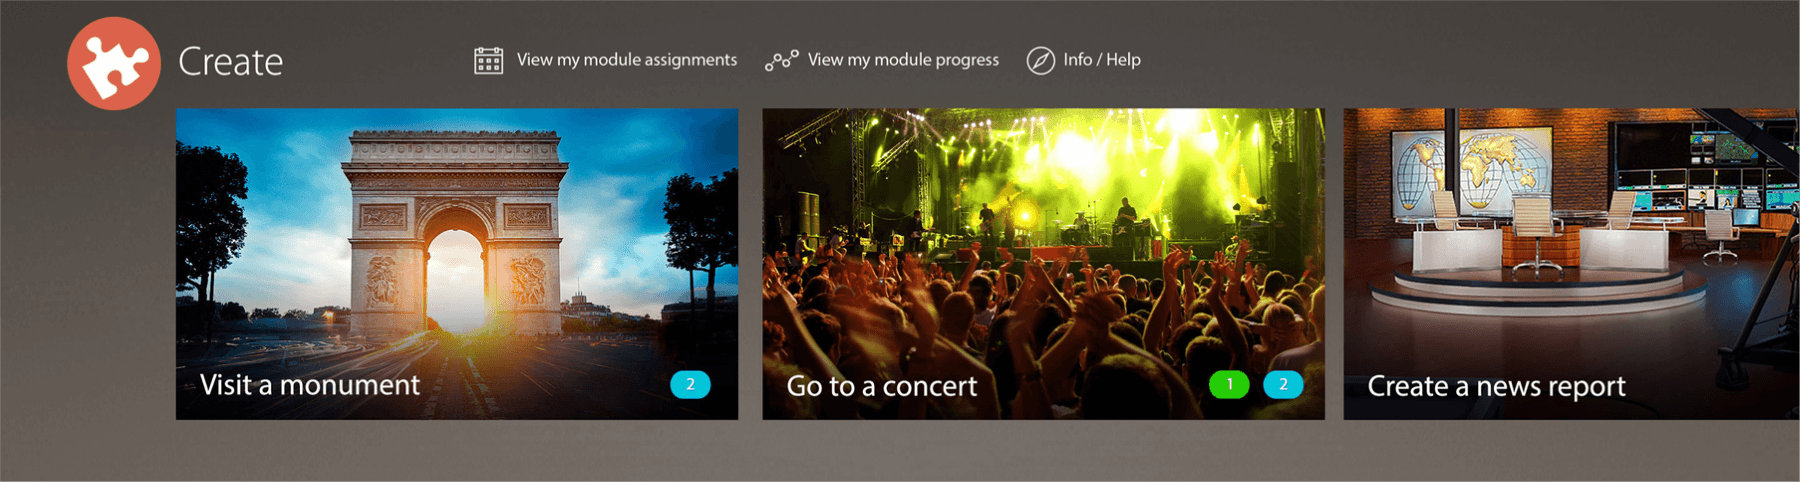 Create
View my module assignments
View my module progress
Info / Help
Visit a monument
2
Go to a concert
1
2
Create a news report